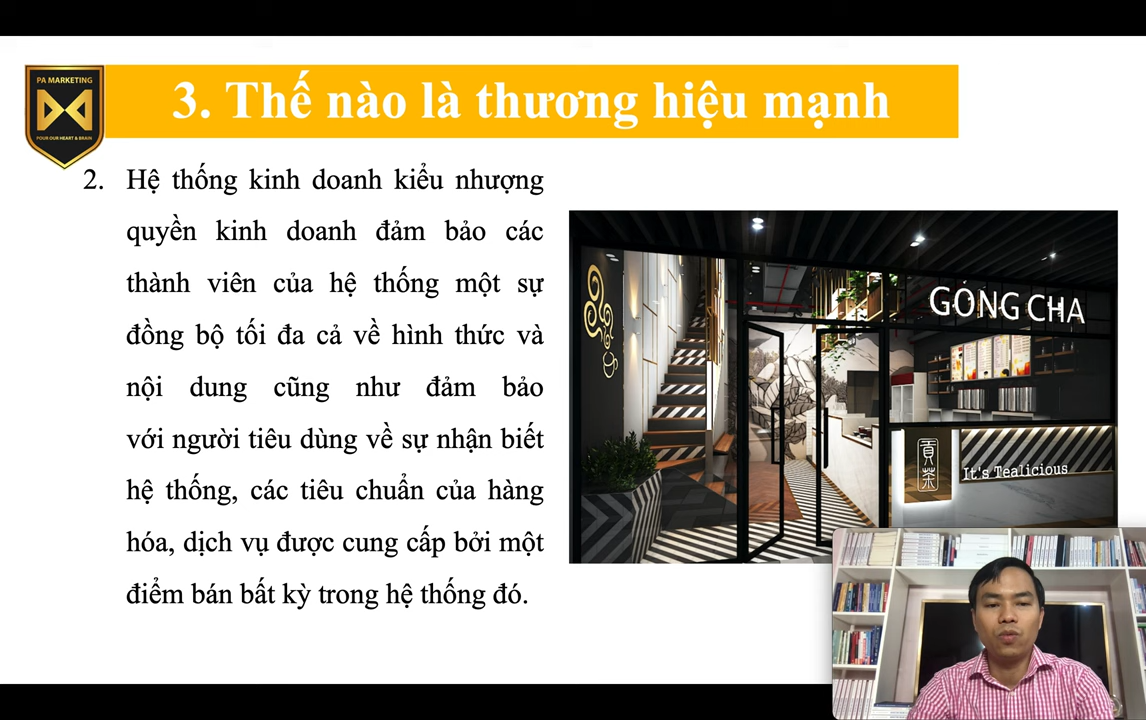 PA MARKETING
POUR OUR HEART & BRAIN
3. Thế nào là thương hiệu mạnh
2. Hệ thống kinh doanh kiểu nhượng
quyền kinh doanh đảm bảo các
thành viên của hệ thống một sự
đồng bộ tối đa cả về hình thức và
nội dung cũng như đảm bảo
với người tiêu dùng về sự nhận biết
hệ thống, các tiêu chuẩn của hàng
hóa, dịch vụ được cung cấp bởi một
điểm bán bất kỳ trong hệ thống đó.
GONG CHA
貢茶
It's Tealicious